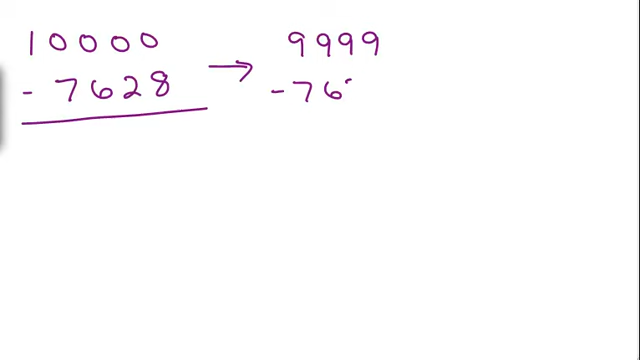 10000 → 9999
- 7628 - 76